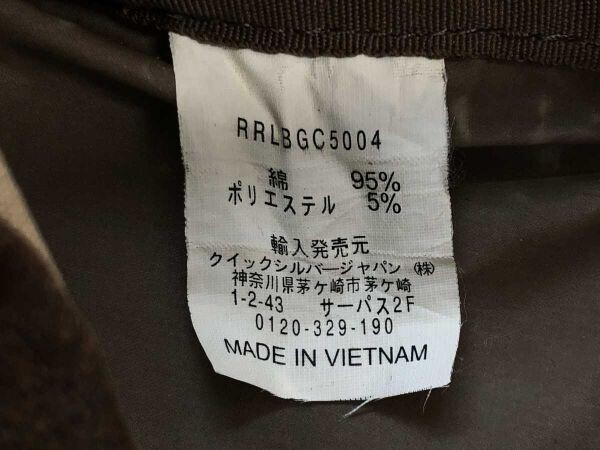 RRLBGC5004
綿 95%
ポリエステル 5%
輸入発売元
クイックシルバージャパン ㈱
神奈川県茅ヶ崎市茅ヶ崎
1-2-43 サーパス2F
0120-329-190
MADE IN VIETNAM